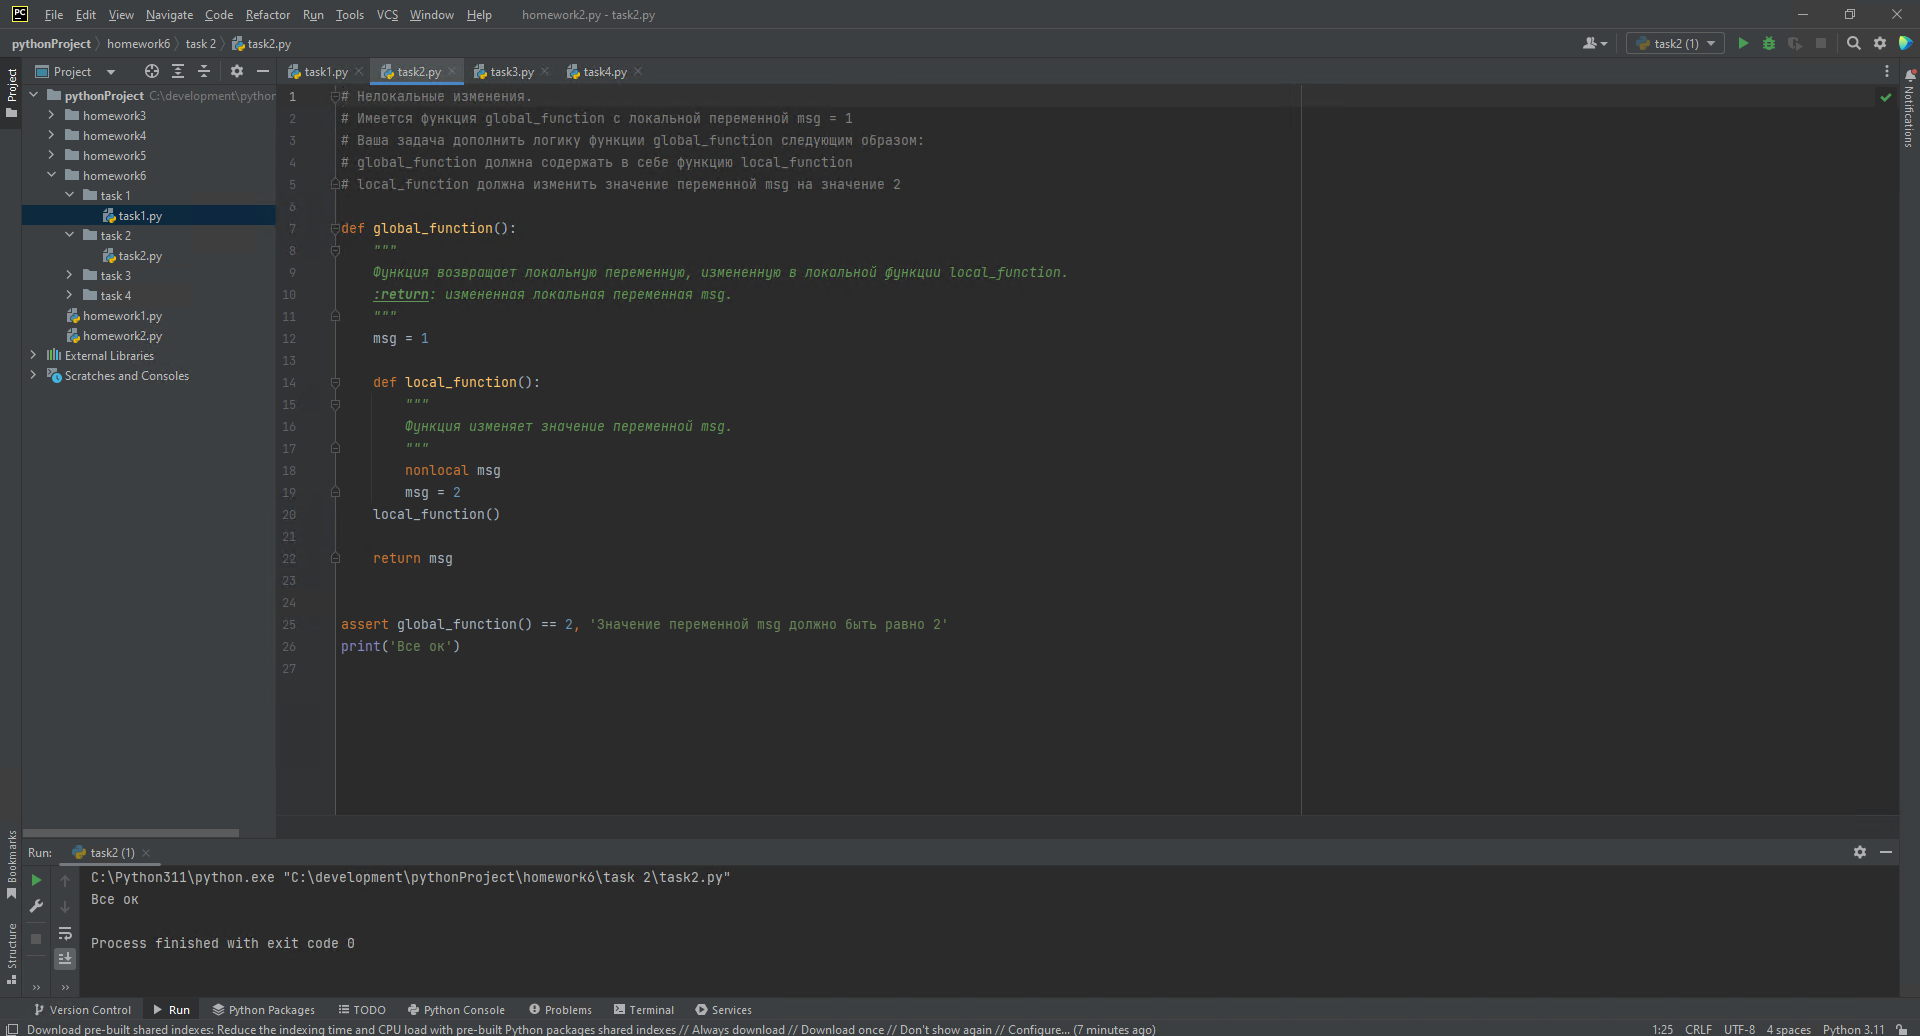 File Edit View Navigate Code Refactor Run Tools VCS Window Help homework2.py - task2.py
pythonProject homework6 task 2 task2.py task2 (1)
Project
task1.py task2.py task3.py task4.py
Project
pythonProject C:\development\python
homework3
homework4
homework5
homework6
task 1
task1.py
task 2
task2.py
task 3
task 4
homework1.py
homework2.py
External Libraries
Scratches and Consoles
1 # Нелокальные изменения.
2 # Имеется функция global_function с локальной переменной msg = 1
3 # Ваша задача дополнить логику функции global_function следующим образом:
4 # global_function должна содержать в себе функцию local_function
5 # local_function должна изменить значение переменной msg на значение 2
6
7 def global_function():
8 """
9 Функция возвращает локальную переменную, измененную в локальной функции local_function.
10 :return: измененная локальная переменная msg.
11 """
12 msg = 1
13
14 def local_function():
15 """
16 Функция изменяет значение переменной msg.
17 """
18 nonlocal msg
19 msg = 2
20 local_function()
21
22 return msg
23
24
25 assert global_function() == 2, 'Значение переменной msg должно быть равно 2'
26 print('Все ок')
27
Notifications
Bookmarks
Structure
Run: task2 (1)
C:\Python311\python.exe "C:\development\pythonProject\homework6\task 2\task2.py"
Все ок
Process finished with exit code 0
Version Control Run Python Packages TODO Python Console Problems Terminal Services
Download pre-built shared indexes: Reduce the indexing time and CPU load with pre-built Python packages shared indexes // Always download // Download once // Don't show again // Configure... (7 minutes ago) 1:25 CRLF UTF-8 4 spaces Python 3.11